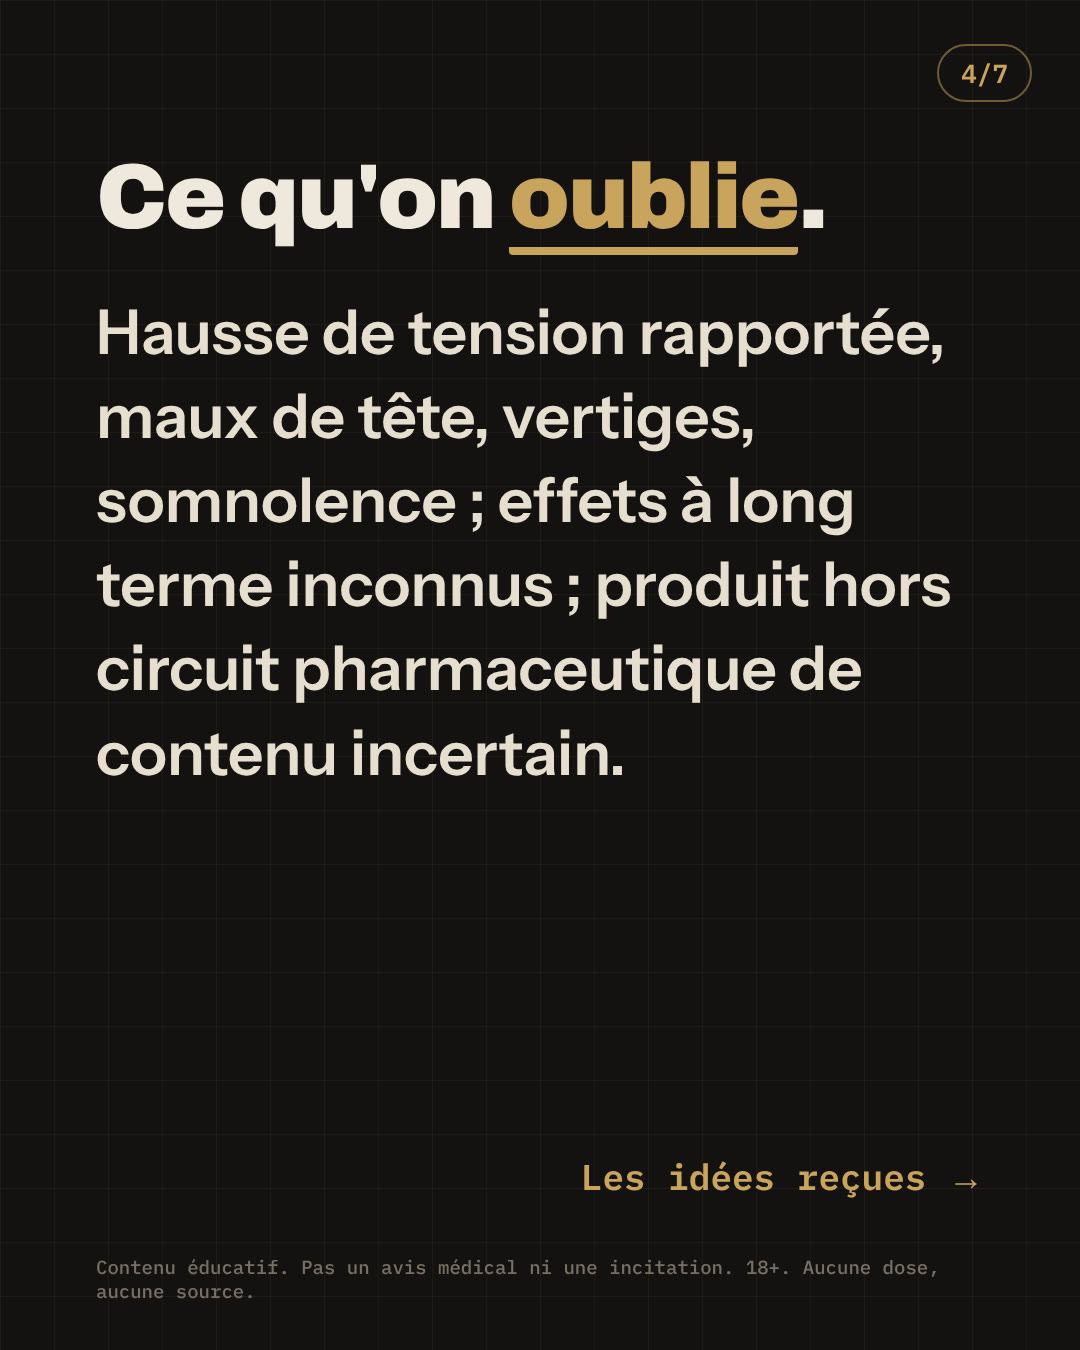 4/7
Ce qu'on oublie.
Hausse de tension rapportée,
maux de tête, vertiges,
somnolence ; effets à long
terme inconnus ; produit hors
circuit pharmaceutique de
contenu incertain.
Les idées reçues →
Contenu éducatif. Pas un avis médical ni une incitation. 18+. Aucune dose,
aucune source.